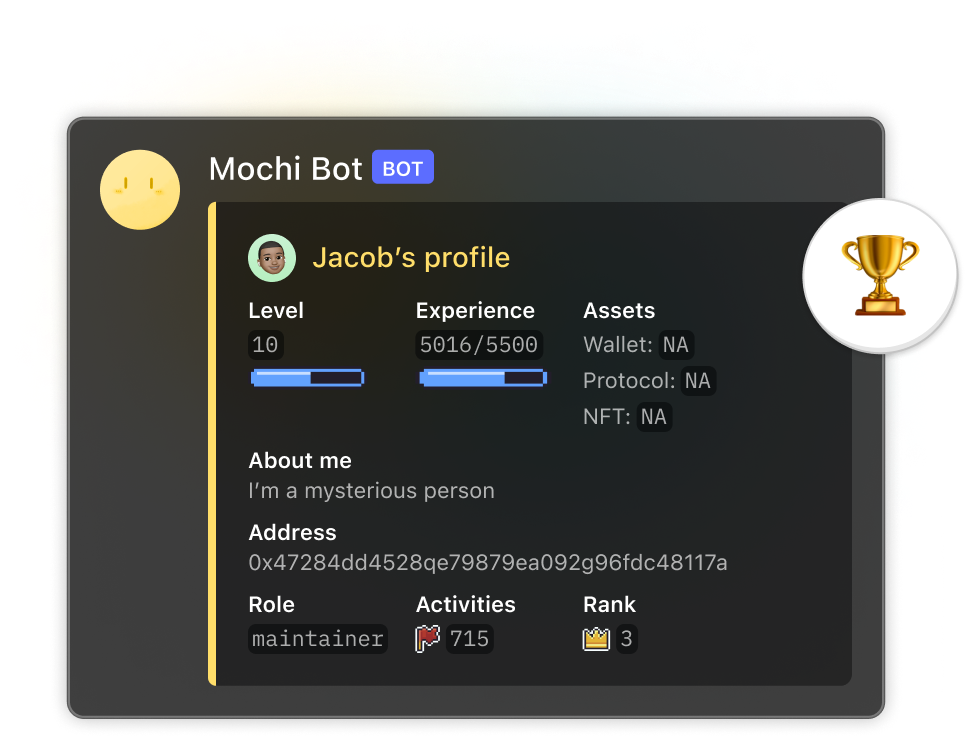 Mochi Bot BOT
Jacob’s profile
Level Experience Assets
10 5016/5500 Wallet: NA
Protocol: NA
NFT: NA
About me
I’m a mysterious person
Address
0x47284dd4528qe79879ea092g96fdc48117a
Role Activities Rank
maintainer 715 3